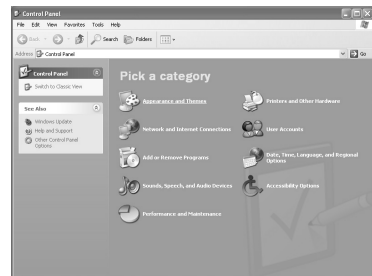 Control Panel
File Edit View Favorites Tools Help
Back Search Folders
Address Control Panel Go
Control Panel
Switch to Classic View
See Also
Windows Update
Help and Support
Other Control Panel
Options
Pick a category
Appearance and Themes
Printers and Other Hardware
Network and Internet Connections
User Accounts
Add or Remove Programs
Date, Time, Language, and Regional
Options
Sounds, Speech, and Audio Devices
Accessibility Options
Performance and Maintenance